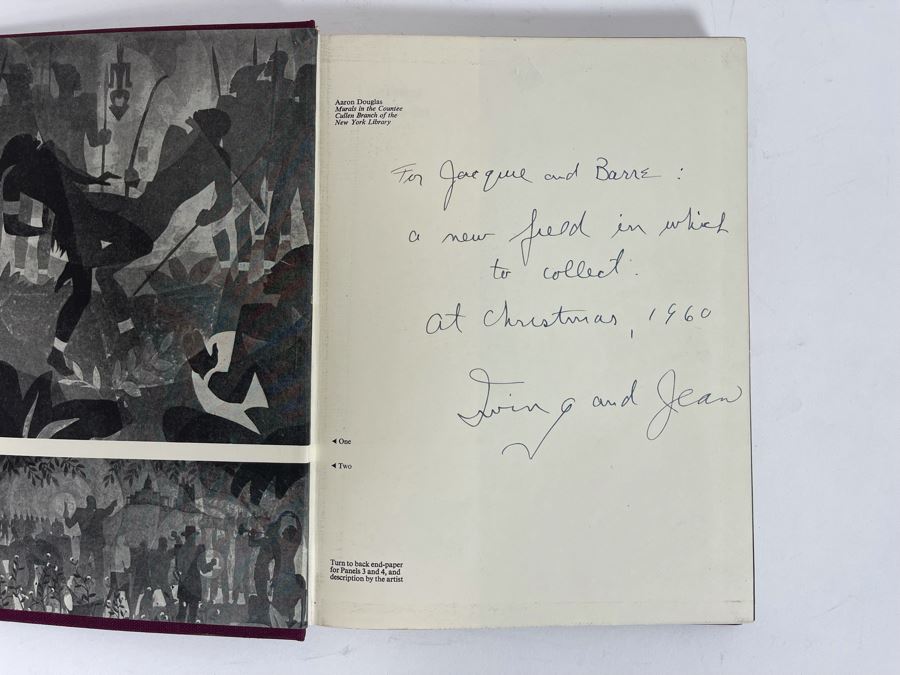 Aaron Douglas
Murals in the Countee
Cullen Branch of the
New York Library
For Jacquie and Barre :
a new field in which
to collect.
At Christmas, 1960
Irving and Jean
◄ One
◄ Two
Turn to back end-paper
for Panels 3 and 4, and
description by the artist